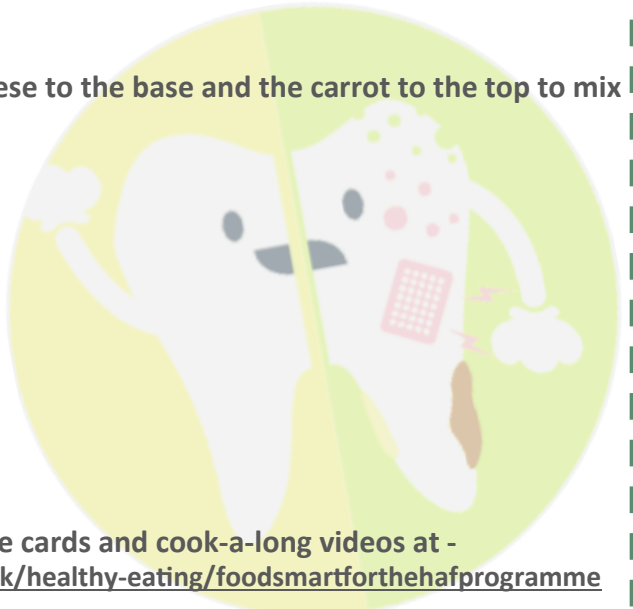 ese to the base and the carrot to the top to mix
e cards and cook-a-long videos at -
k/healthy-eating/foodsmartforthehafprogramme